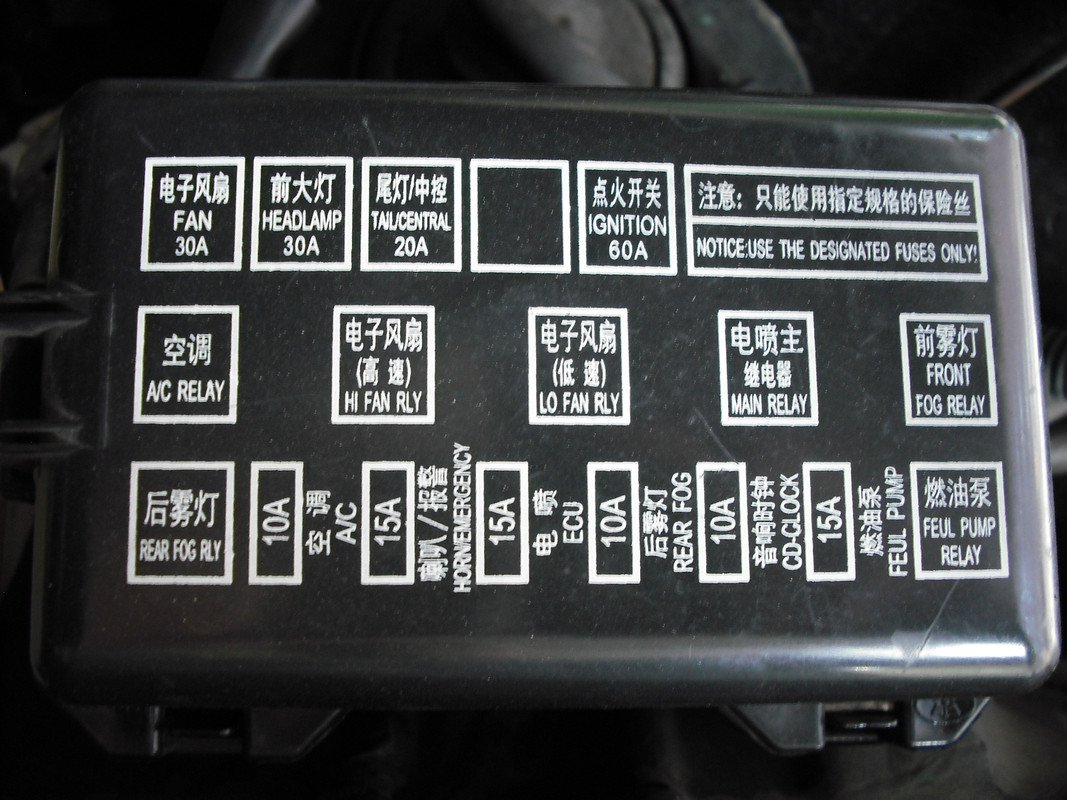 电子风扇
FAN
30A
前大灯
HEADLAMP
30A
尾灯/中控
TAIL/CENTRAL
20A
点火开关
IGNITION
60A
注意: 只能使用指定规格的保险丝
NOTICE:USE THE DESIGNATED FUSES ONLY!
空调
A/C RELAY
电子风扇
(高 速)
HI FAN RLY
电子风扇
(低 速)
LO FAN RLY
电喷主
继电器
MAIN RELAY
前雾灯
FRONT
FOG RELAY
后雾灯
REAR FOG RLY
10A
空 调
A/C
15A
喇叭/报警
HORN/EMERGENCY
15A
电 喷
ECU
10A
后雾灯
REAR FOG
10A
音响时钟
CD-CLOCK
15A
燃油泵
FEUL PUMP
燃油泵
FEUL PUMP
RELAY